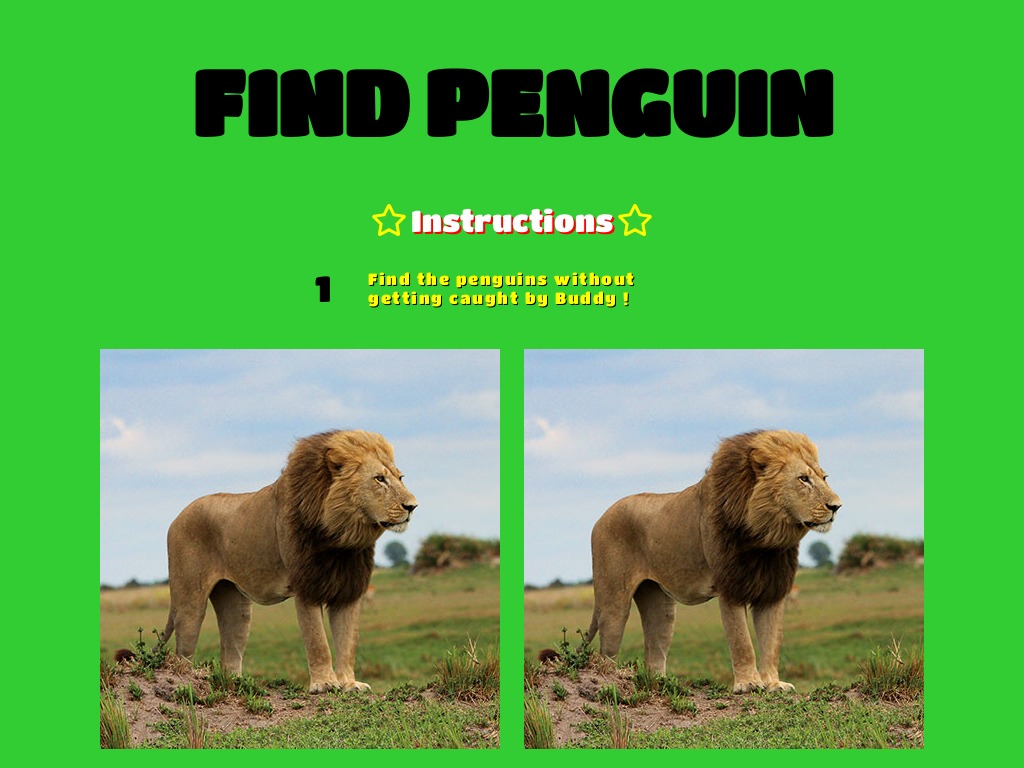 FIND PENGUIN
Instructions
1
Find the penguins without
getting caught by Buddy !